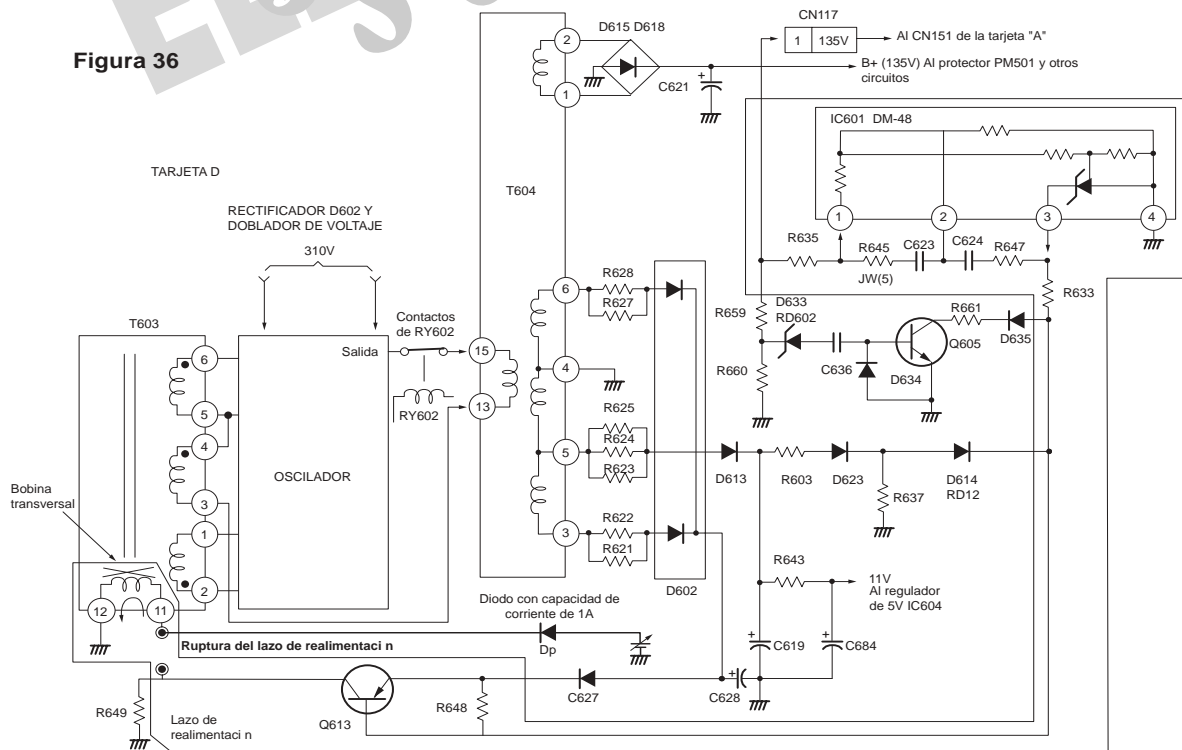 Figura 36
TARJETA D
RECTIFICADOR D602 Y
DOBLADOR DE VOLTAJE
310V
T603
6
5
4
3
1
2
12
11
Bobina
transversal
OSCILADOR
Salida
Contactos
de RY602
RY602
15
13
T604
2
1
6
4
5
3
D615 D618
C621
CN117
1
135V
Al CN151 de la tarjeta "A"
B+ (135V) Al protector PM501 y otros
circuitos
IC601 DM-48
1
2
3
4
R635
R645
C623
C624
R647
JW(5)
R633
R659
D633
RD602
R661
Q605
D635
R660
C636
D634
R628
R627
R625
R624
R623
R622
R621
D602
D613
R603
D623
D614
RD12
R637
R643
11V
Al regulador
de 5V IC604
C619
C684
Diodo con capacidad de
corriente de 1A
Dp
Ruptura del lazo de realimentaci n
C627
C628
R649
Lazo de
realimentaci n
Q613
R648